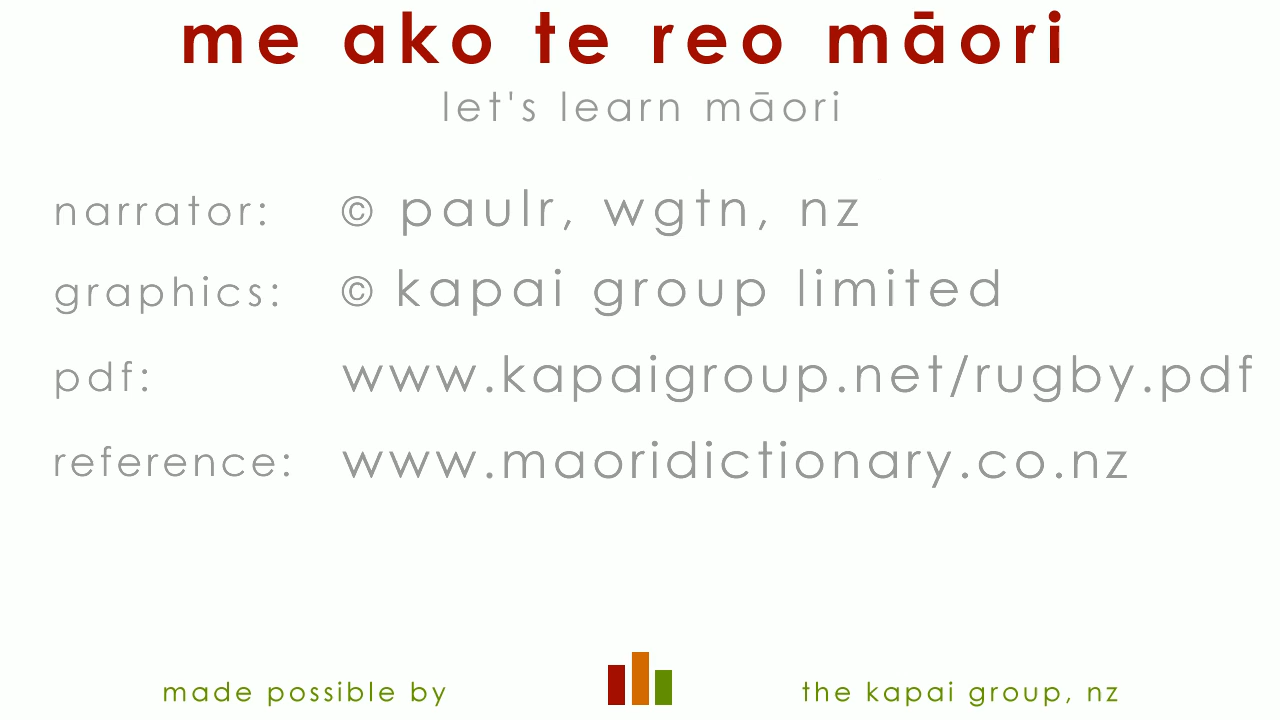 me ako te reo māori
let's learn māori
narrator: © paulr, wgtn, nz
graphics: © kapai group limited
pdf: www.kapaigroup.net/rugby.pdf
reference: www.maoridictionary.co.nz
made possible by the kapai group, nz